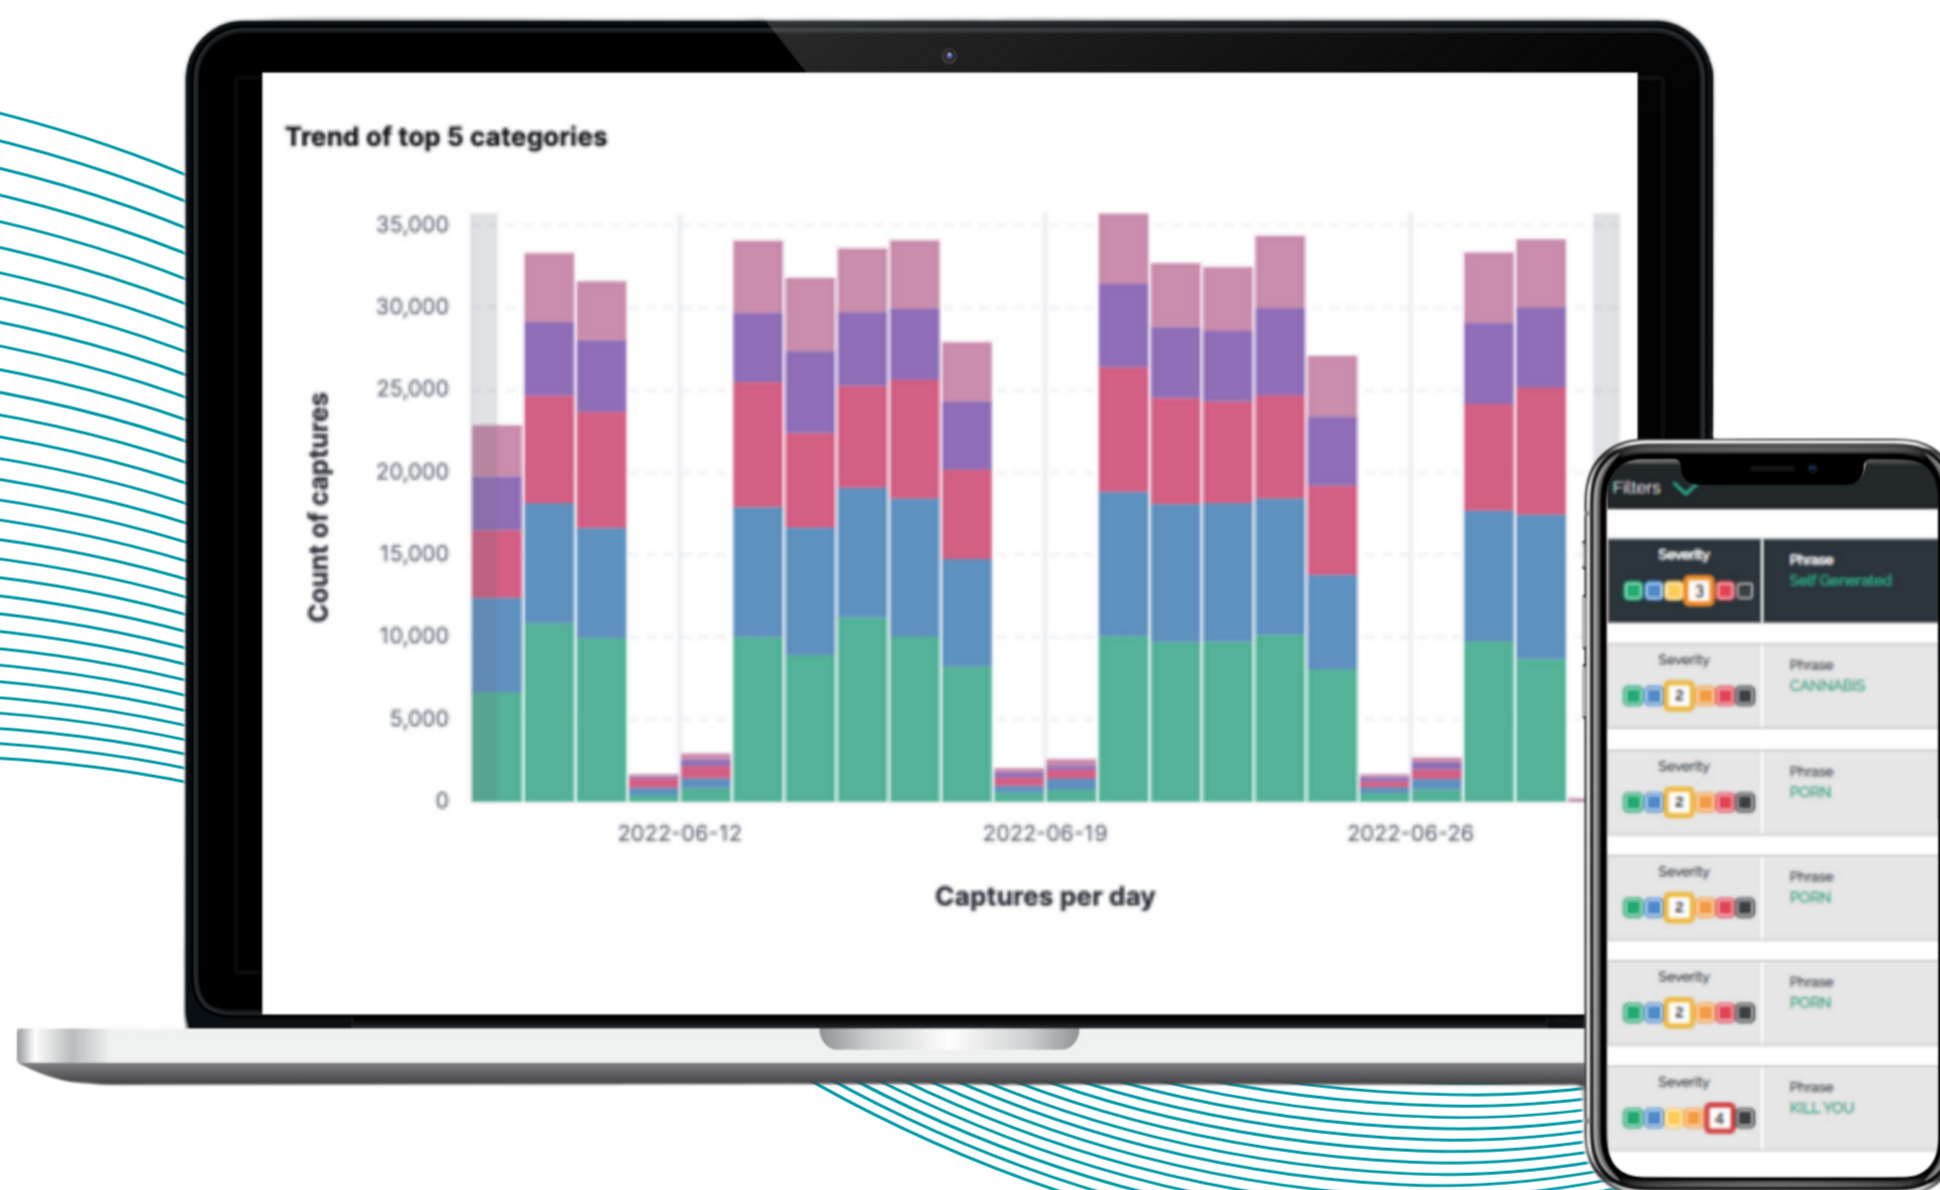 Trend of top 5 categories
35,000
30,000
25,000
20,000
15,000
10,000
5,000
0
Count of captures
2022-06-12
2022-06-19
2022-06-26
Captures per day
Filters
Severity
Phrase
3
Self Generated
Severity
Phrase
2
CANNABIS
Severity
Phrase
2
PORN
Severity
Phrase
2
PORN
Severity
Phrase
2
PORN
Severity
Phrase
4
KILL YOU